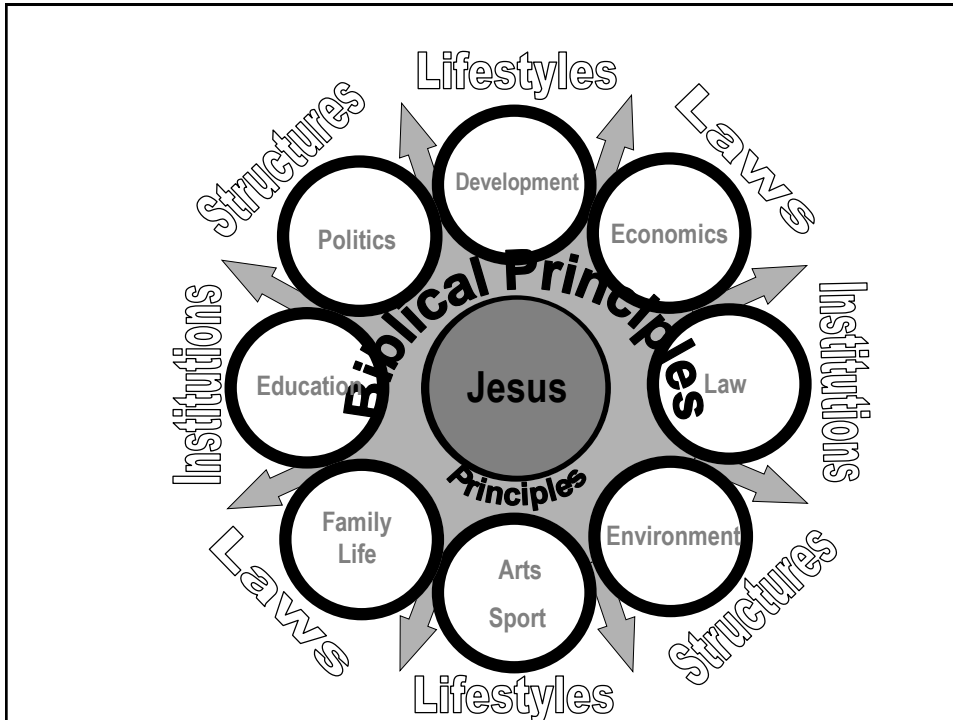 Lifestyles
Structures
Laws
Development
Politics
Economics
Biblical Principles
Institutions
Institutions
Education
Jesus
Law
Principles
Family
Life
Environment
Arts
Sport
Laws
Structures
Lifestyles